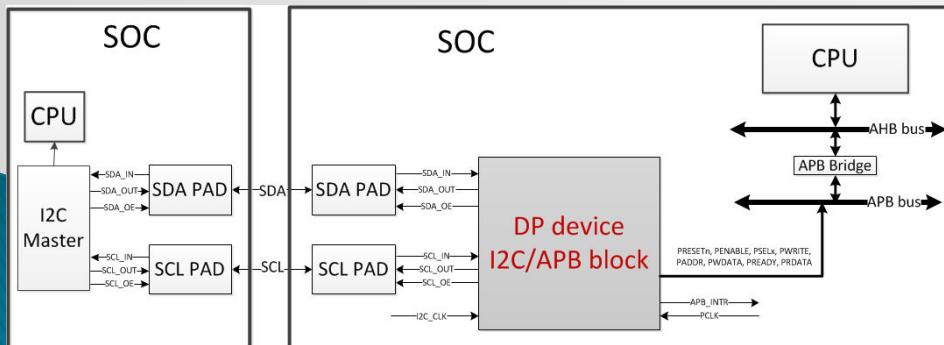 SOC
CPU
I2C
Master
SDA_IN
SDA_OUT
SDA_OE
SCL_IN
SCL_OUT
SCL_OE
SDA PAD
SCL PAD
SDA
SCL
SOC
SDA PAD
SCL PAD
SDA_IN
SDA_OUT
SDA_OE
SCL_IN
SCL_OUT
SCL_OE
I2C_CLK
DP device
I2C/APB block
CPU
AHB bus
APB Bridge
APB bus
PRESETn, PENABLE, PSELx, PWRITE,
PADDR, PWDATA, PREADY, PRDATA
APB_INTR
PCLK